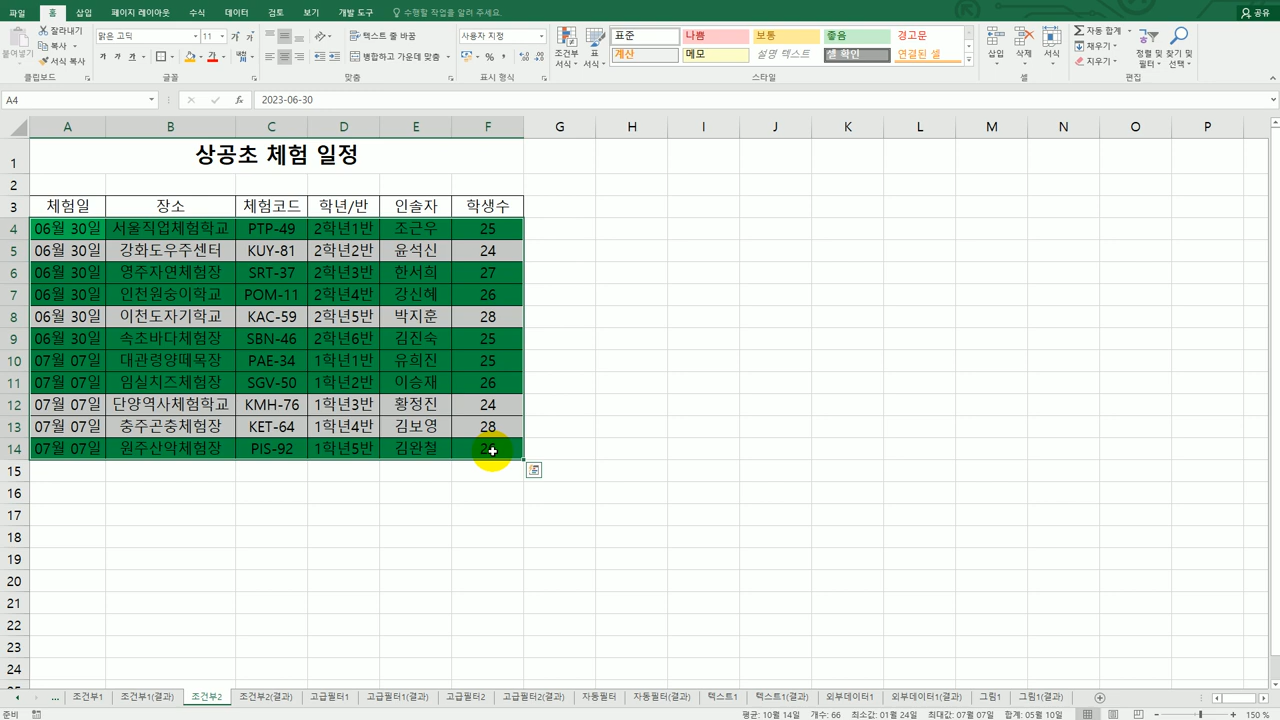 파일 홈 삽입 페이지 레이아웃 수식 데이터 검토 보기 개발 도구 수행할 작업을 알려 주세요. 공유
붙여넣기 잘라내기 복사 서식 복사 클립보드
맑은 고딕 11 가 가 가 가 가 가 글꼴
텍스트 줄 바꿈 병합하고 가운데 맞춤 맞춤
사용자 지정 % 표시 형식
조건부 서식 표 서식 표준 나쁨 보통 좋음 경고문
계산 메모 설명 텍스트 셀 확인 연결된 셀 스타일
삽입 삭제 서식 셀
자동 합계 채우기 지우기 정렬 및 필터 찾기 및 선택 편집
A4 fx 2023-06-30
A B C D E F G H I J K L M N O P
1 상공초 체험 일정
2
3 체험일 장소 체험코드 학년/반 인솔자 학생수
4 06월 30일 서울직업체험학교 PTP-49 2학년1반 조근우 25
5 06월 30일 강화도우주센터 KUY-81 2학년2반 윤석신 24
6 06월 30일 영주자연체험장 SRT-37 2학년3반 한서희 27
7 06월 30일 인천원숭이학교 POM-11 2학년4반 강신혜 26
8 06월 30일 이천도자기학교 KAC-59 2학년5반 박지훈 28
9 06월 30일 속초바다체험장 SBN-46 2학년6반 김진숙 25
10 07월 07일 대관령양떼목장 PAE-34 1학년1반 유희진 25
11 07월 07일 임실치즈체험장 SGV-50 1학년2반 이승재 26
12 07월 07일 단양역사체험학교 KMH-76 1학년3반 황정진 24
13 07월 07일 충주곤충체험장 KET-64 1학년4반 김보영 28
14 07월 07일 원주산악체험장 PIS-92 1학년5반 김완철
15
16
17
18
19
20
21
22
23
24
... 조건부1 조건부1(결과) 조건부2 조건부2(결과) 고급필터1 고급필터1(결과) 고급필터2 고급필터2(결과) 자동필터 자동필터(결과) 텍스트1 텍스트1(결과) 외부데이터1 외부데이터1(결과) 그림1 그림1(결과)
준비 평균: 10월 14일 개수: 66 최소값: 01월 24일 최대값: 07월 07일 합계: 05월 10일 150 %